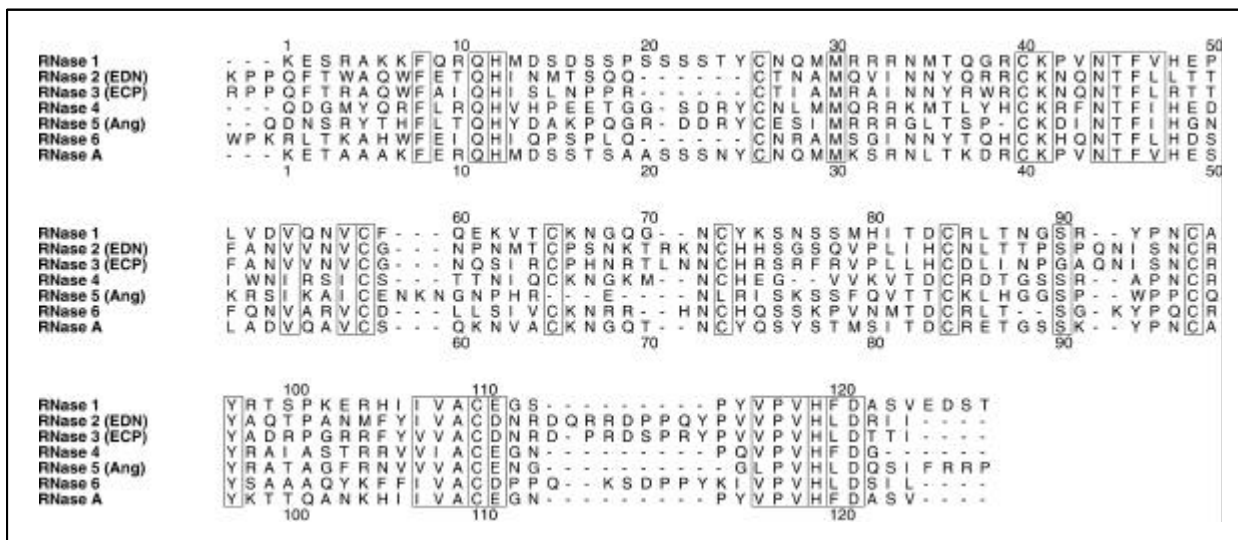 1 10 20 30 40 50
RNase 1 - - - K E S R A K K F Q R Q H M D S D S S P S S S S T Y C N Q M M R R R N M T Q G R C K P V N T F V H E P
RNase 2 (EDN) K P P Q F T W A Q W F E T Q H I N M T S Q Q - - - - - - C T N A M Q V I N N Y Q R R C K N Q N T F L L T T
RNase 3 (ECP) R P P Q F T R A Q W F A I Q H I S L N P P R - - - - - - C T I A M R A I N N Y R W R C K N Q N T F L R T T
RNase 4 - - Q D G M Y Q R F L R Q H V H P E E T G G - S D R Y C N L M M Q R R K M T L Y H C K R F N T F I H E D
RNase 5 (Ang) - - Q D N S R Y T H F L T Q H Y D A K P Q G R - D D R Y C E S I M R R R G L T S P - C K D I N T F I H G N
RNase 6 W P K R L T K A H W F E I Q H I Q P S P L Q - - - - - - C N R A M S G I N N Y T Q H C K H Q N T F L H D S
RNase A - - - K E T A A A K F E R Q H M D S S T S A A S S S N Y C N Q M M K S R N L T K D R C K P V N T F V H E S
1 10 20 30 40 50
60 70 80 90
RNase 1 L V D V Q N V C F - - - Q E K V T C K N G Q G - - N C Y K S N S S M H I T D C R L T N G S R - - Y P N C A
RNase 2 (EDN) F A N V V N V C G - - - N P N M T C P S N K T R K N C H H S G S Q V P L I H C N L T T P S P Q N I S N C R
RNase 3 (ECP) F A N V V N V C G - - - N Q S I R C P H N R T L N N C H R S R F R V P L L H C D L I N P G A Q N I S N C R
RNase 4 I W N I R S I C S - - - T T N I Q C K N G K M - - N C H E G - - V V K V T D C R D T G S S R - - A P N C R
RNase 5 (Ang) K R S I K A I C E N K N G N P H R - - E - - - - N L R I S K S S F Q V T T C K L H G G S P - - W P P C Q
RNase 6 F Q N V A R V C D - - - L L S I V C K N R R - - H N C H Q S S K P V N M T D C R L T - - S G - K Y P Q C R
RNase A L A D V Q A V C S - - - Q K N V A C K N G Q T - - N C Y Q S Y S T M S I T D C R E T G S S K - - Y P N C A
60 70 80 90
100 110 120
RNase 1 Y R T S P K E R H I I V A C E G S - - - - - - - - - P Y V P V H F D A S V E D S T
RNase 2 (EDN) Y A Q T P A N M F Y I V A C D N R D Q R R D P P Q Y P V V P V H L D R I I - - - -
RNase 3 (ECP) Y A D R P G R R F Y V V A C D N R D - P R D S P R Y P V V P V H L D T T I - - - -
RNase 4 Y R A I A S T R R V V I A C E G N - - - - - - - - - P Q V P V H F D G - - - - - -
RNase 5 (Ang) Y R A T A G F R N V V V A C E N G - - - - - - - - - G L P V H L D Q S I F R R P
RNase 6 Y S A A A Q Y K F F I V A C D P P Q - - K S D P P Y K I V P V H L D S I L - - - -
RNase A Y K T T Q A N K H I I V A C E G N - - - - - - - - - P Y V P V H F D A S V - - - -
100 110 120